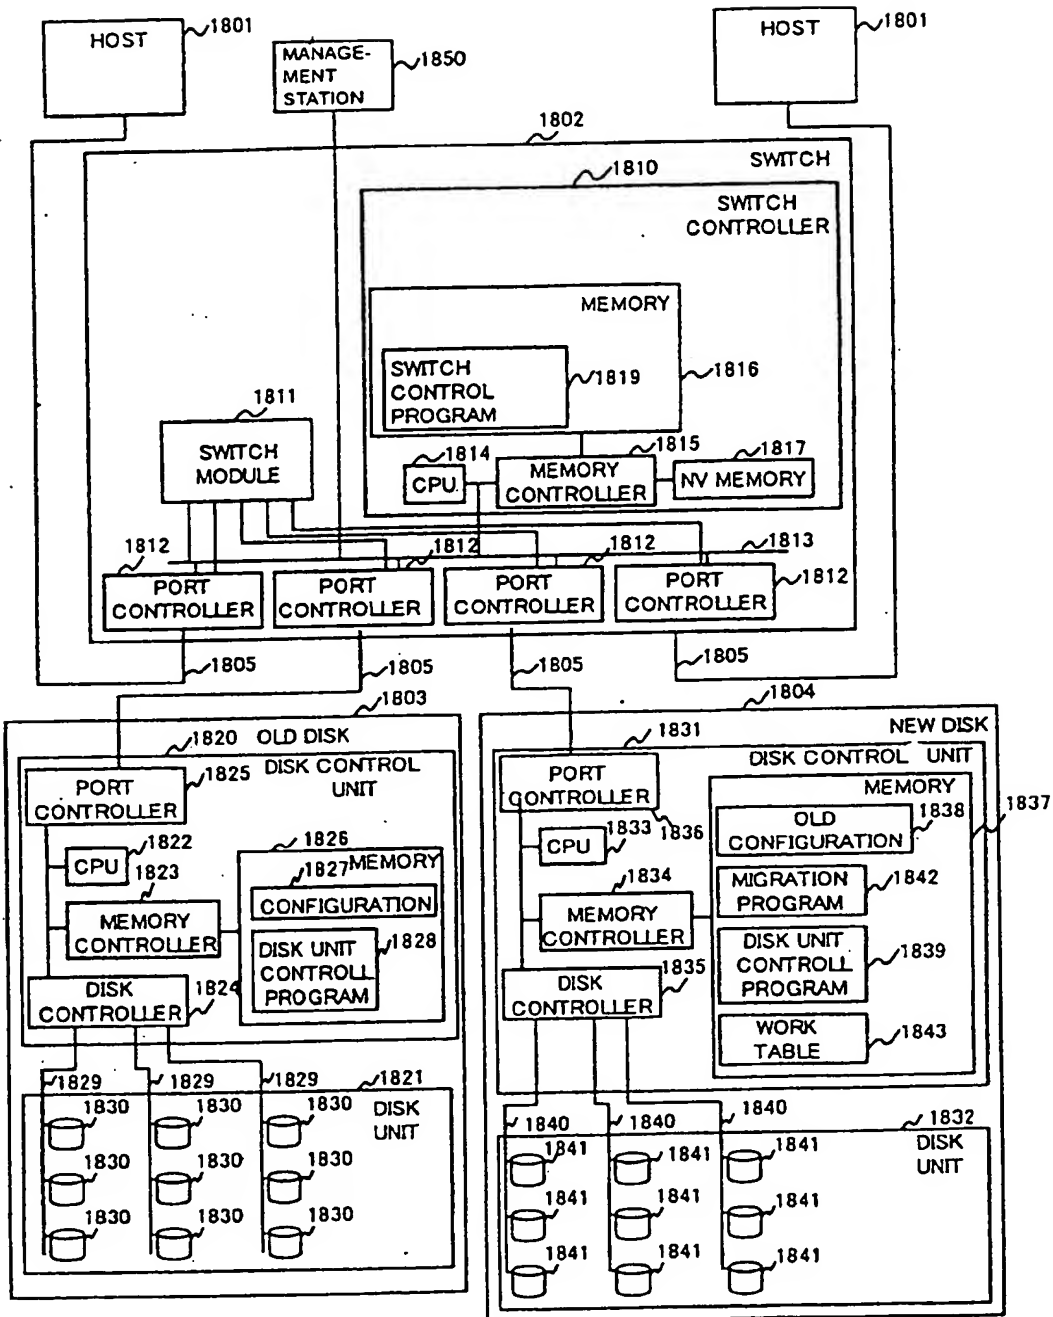 HOST
1801
MANAGE-
MENT
STATION
1850
HOST
1801
1802
SWITCH
1810
SWITCH
CONTROLLER
MEMORY
SWITCH
CONTROL
PROGRAM
1819
1816
1811
SWITCH
MODULE
1814
CPU
1815
MEMORY
CONTROLLER
1817
NV MEMORY
1812
PORT
CONTROLLER
1812
PORT
CONTROLLER
1812
PORT
CONTROLLER
1813
PORT
CONTROLLER
1812
1805
1805
1805
1805
1803
OLD DISK
1820
DISK CONTROL
UNIT
PORT
CONTROLLER
1825
CPU
1822
1823
MEMORY
CONTROLLER
1826
MEMORY
1827
CONFIGURATION
DISK UNIT
CONTROLL
PROGRAM
1828
DISK
CONTROLLER
1824
1829
1829
1829
1821
DISK
UNIT
1830
1830
1830
1830
1830
1830
1830
1830
1830
1804
NEW DISK
1831
DISK CONTROL UNIT
PORT
CONTROLLER
1836
CPU
1833
1834
MEMORY
CONTROLLER
1835
DISK
CONTROLLER
MEMORY
1837
OLD
CONFIGURATION
1838
MIGRATION
PROGRAM
1842
DISK UNIT
CONTROLL
PROGRAM
1839
WORK
TABLE
1843
1840
1840
1840
1832
DISK
UNIT
1841
1841
1841
1841
1841
1841
1841
1841
1841